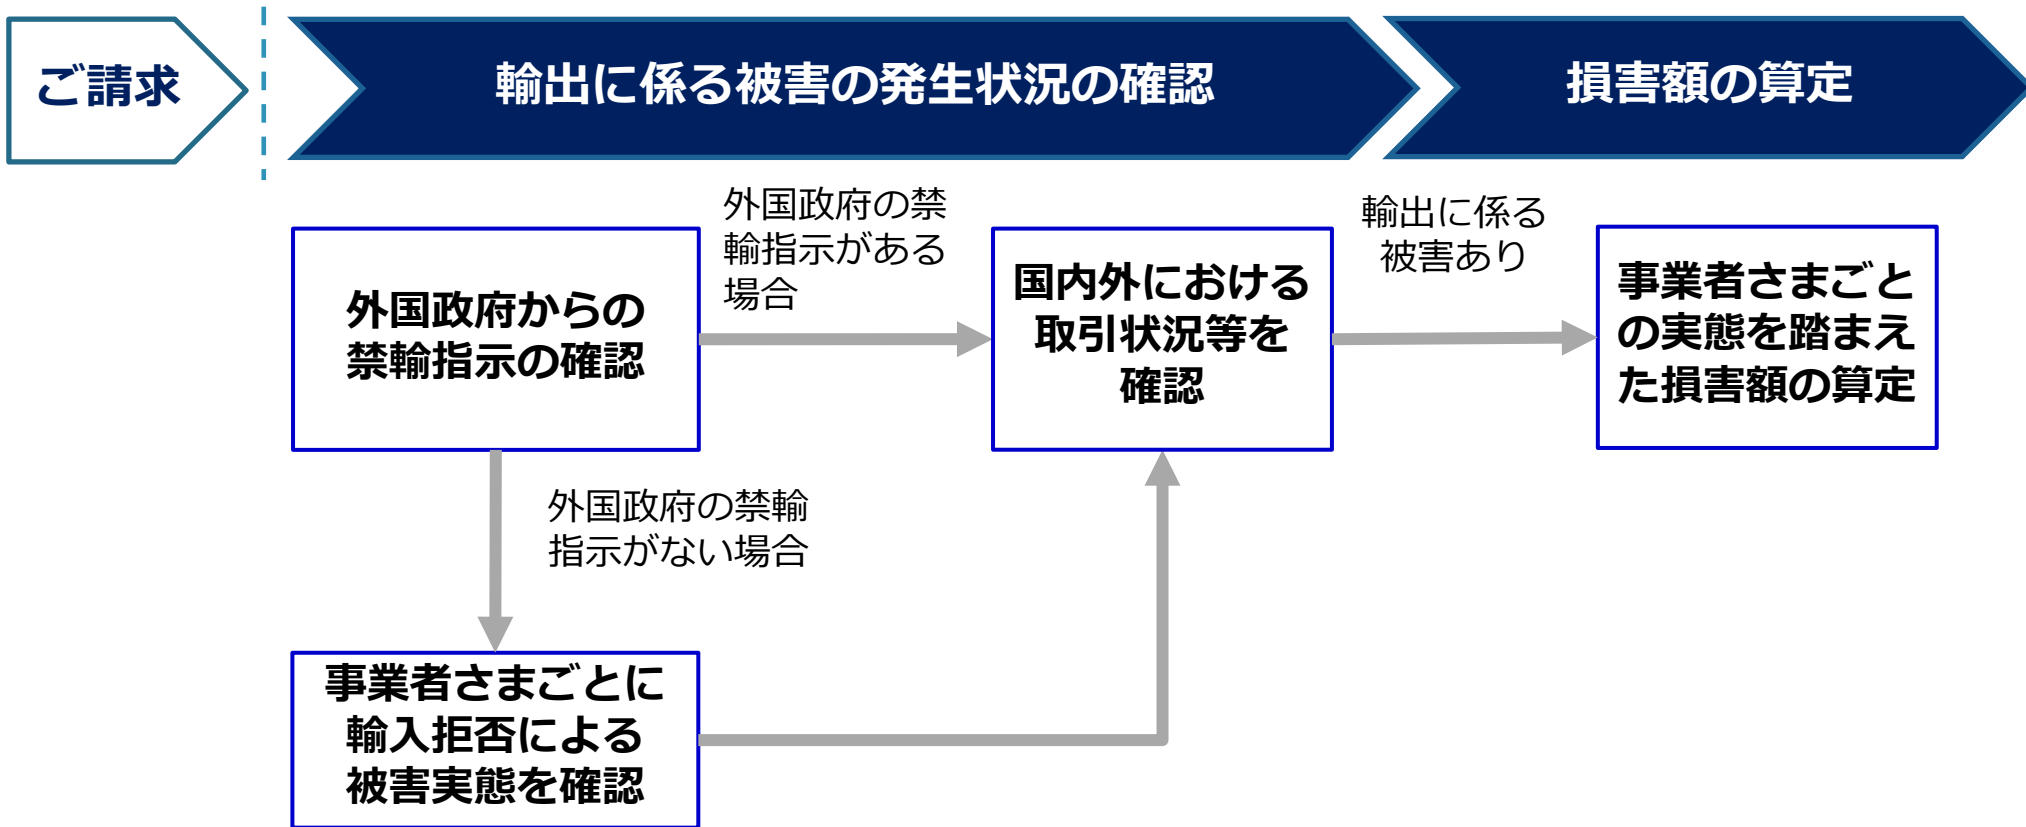 ご請求
輸出に係る被害の発生状況の確認
損害額の算定
外国政府からの
禁輸指示の確認
外国政府の禁
輸指示がある
場合
国内外における
取引状況等を
確認
輸出に係る
被害あり
事業者さまごと
の実態を踏まえ
た損害額の算定
外国政府の禁輸
指示がない場合
事業者さまごとに
輸入拒否による
被害実態を確認